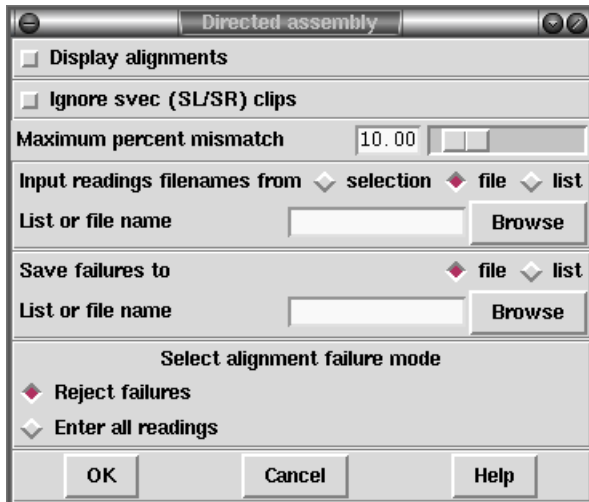 Directed assembly
Display alignments
Ignore svec (SL/SR) clips
Maximum percent mismatch 10.00
Input readings filenames from selection file list
List or file name Browse
Save failures to file list
List or file name Browse
Select alignment failure mode
Reject failures
Enter all readings
OK Cancel Help